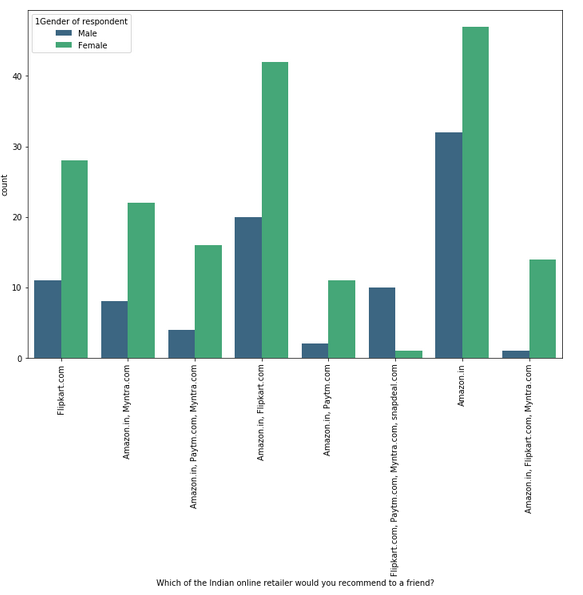 1Gender of respondent
Male
Female
count
40
30
20
10
0
Flipkart.com
Amazon.in, Myntra.com
Amazon.in, Paytm.com, Myntra.com
Amazon.in, Flipkart.com
Amazon.in, Paytm.com
Flipkart.com, Paytm.com, Myntra.com, snapdeal.com
Amazon.in
Amazon.in, Flipkart.com, Myntra.com
Which of the Indian online retailer would you recommend to a friend?